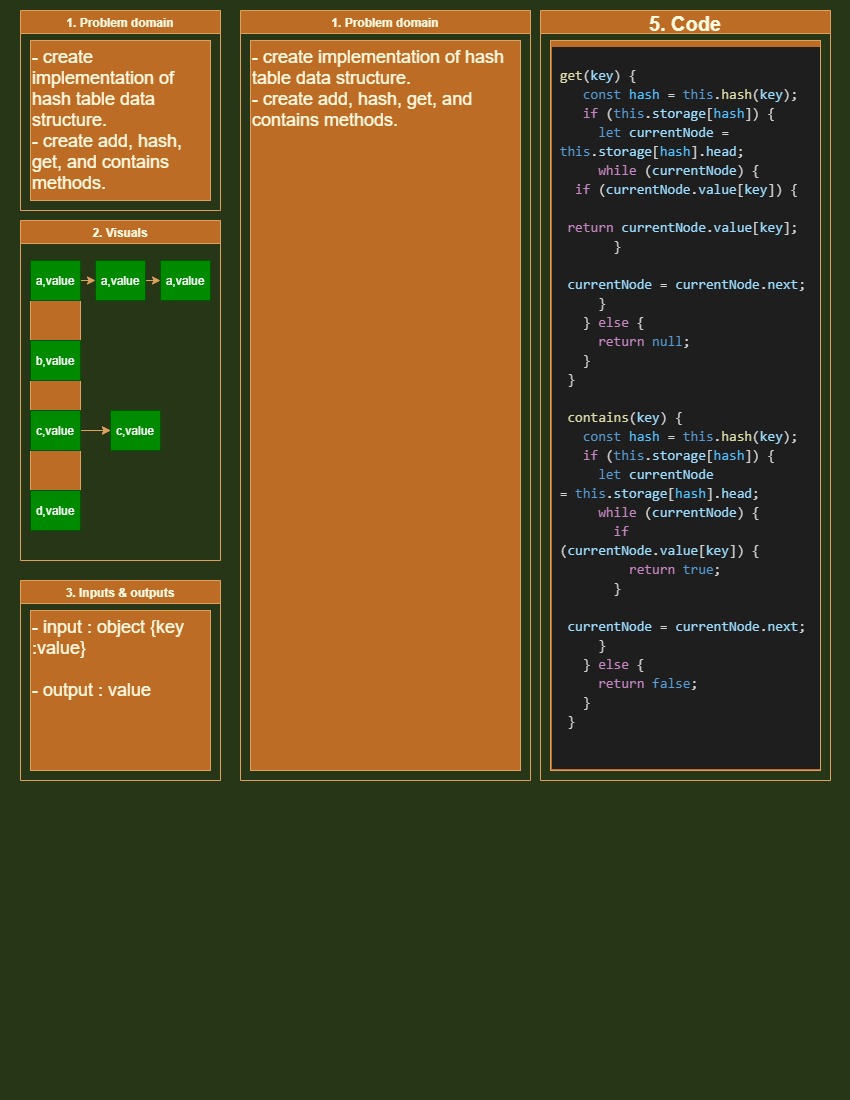 1. Problem domain
- create
implementation of
hash table data
structure.
- create add, hash,
get, and contains
methods.
2. Visuals
a,value
a,value
a,value
b,value
c,value
c,value
d,value
3. Inputs & outputs
- input : object {key
:value}
- output : value
1. Problem domain
- create implementation of hash
table data structure.
- create add, hash, get, and
contains methods.
5. Code
get(key) {
const hash = this.hash(key);
if (this.storage[hash]) {
let currentNode =
this.storage[hash].head;
while (currentNode) {
if (currentNode.value[key]) {
return currentNode.value[key];
}
currentNode = currentNode.next;
}
} else {
return null;
}
}
contains(key) {
const hash = this.hash(key);
if (this.storage[hash]) {
let currentNode
= this.storage[hash].head;
while (currentNode) {
if
(currentNode.value[key]) {
return true;
}
currentNode = currentNode.next;
}
} else {
return false;
}
}